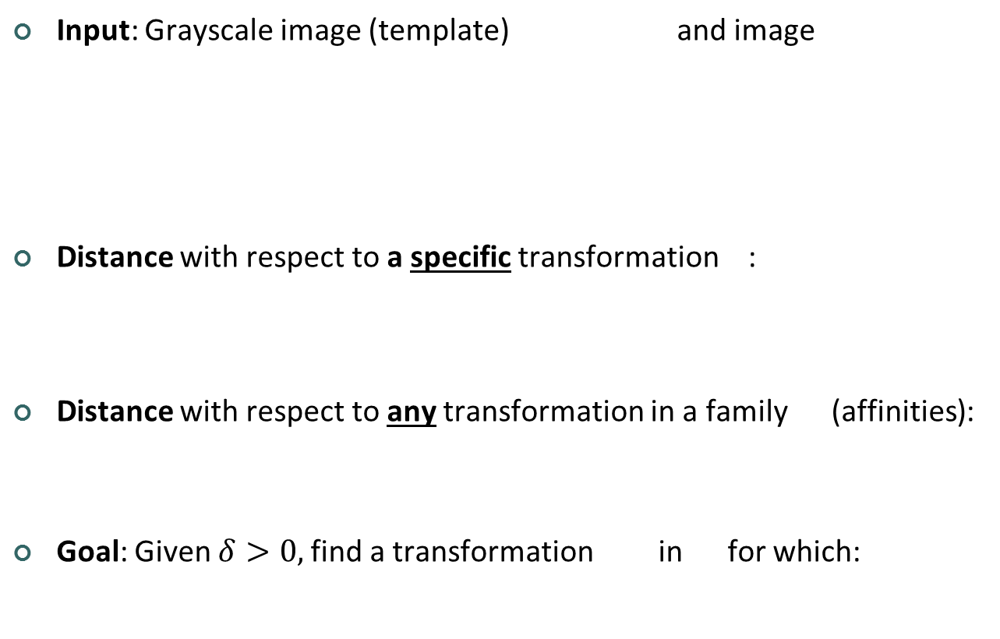 Input: Grayscale image (template) and image
Distance with respect to a specific transformation :
Distance with respect to any transformation in a family (affinities):
Goal: Given δ > 0, find a transformation in for which: